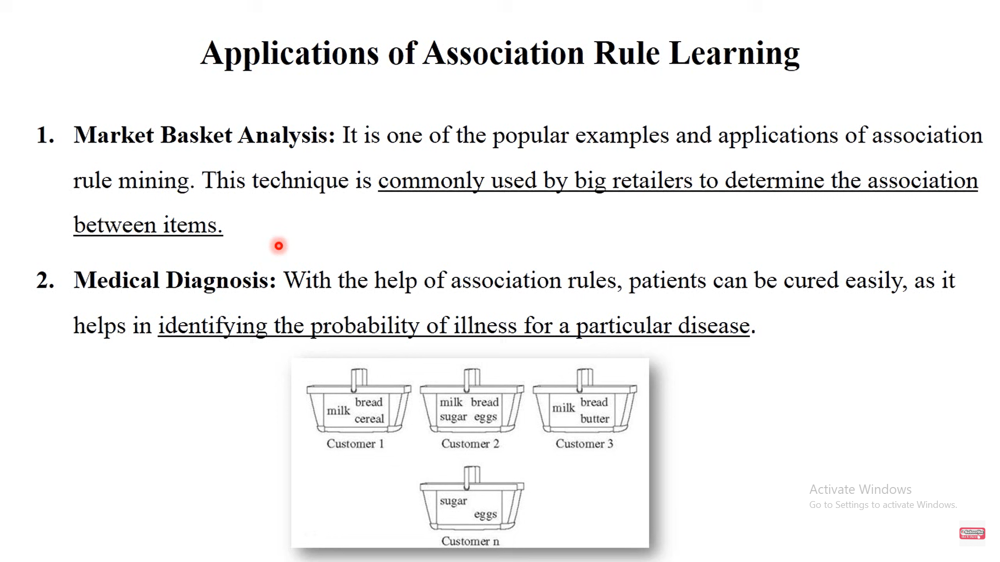 Applications of Association Rule Learning
1. Market Basket Analysis: It is one of the popular examples and applications of association
rule mining. This technique is commonly used by big retailers to determine the association
between items.
2. Medical Diagnosis: With the help of association rules, patients can be cured easily, as it
helps in identifying the probability of illness for a particular disease.
milk bread
cereal
Customer 1
milk bread
sugar eggs
Customer 2
milk bread
butter
Customer 3
sugar
eggs
Customer n
Activate Windows
Go to Settings to activate Windows.
Subscribe